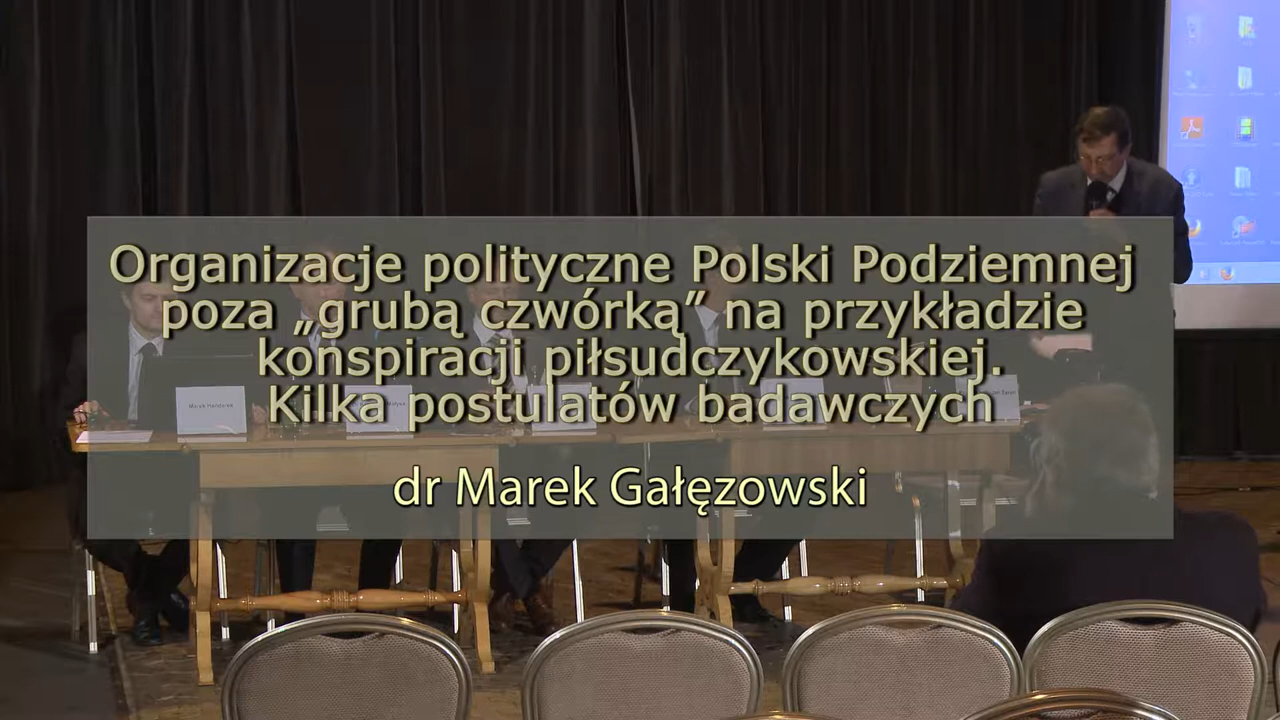 Organizacje polityczne Polski Podziemnej
poza „grubą czwórką” na przykładzie
konspiracji piłsudczykowskiej.
Kilka postulatów badawczych
dr Marek Gałęzowski